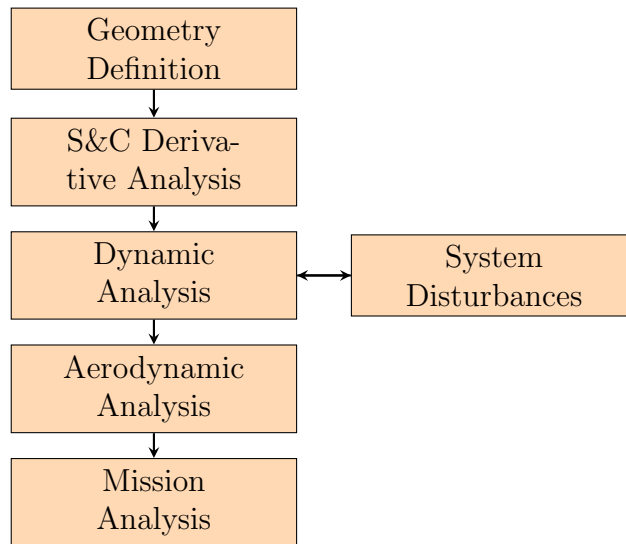 Geometry
Definition
S&C Deriva-
tive Analysis
Dynamic
Analysis
System
Disturbances
Aerodynamic
Analysis
Mission
Analysis